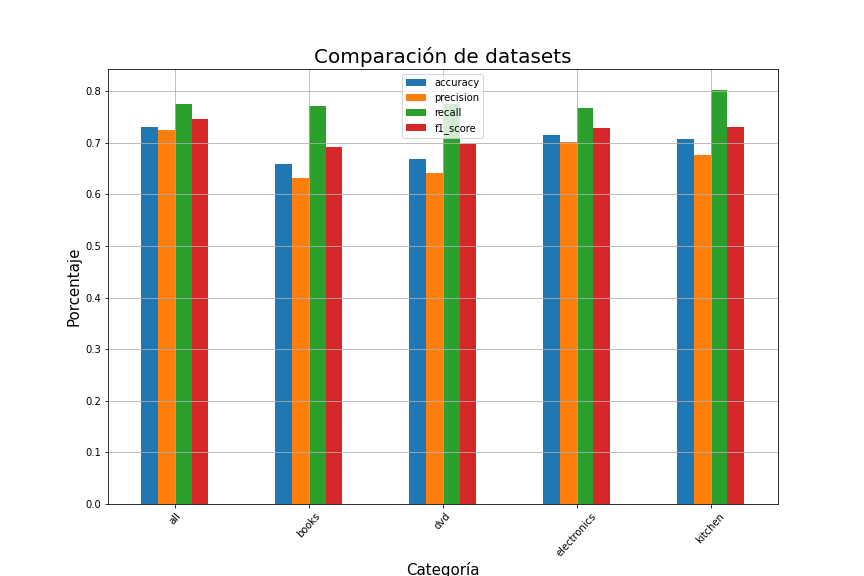 Comparación de datasets
accuracy
precision
recall
f1_score
Porcentaje
0.8
0.7
0.6
0.5
0.4
0.3
0.2
0.1
0.0
all
books
dvd
electronics
kitchen
Categoría